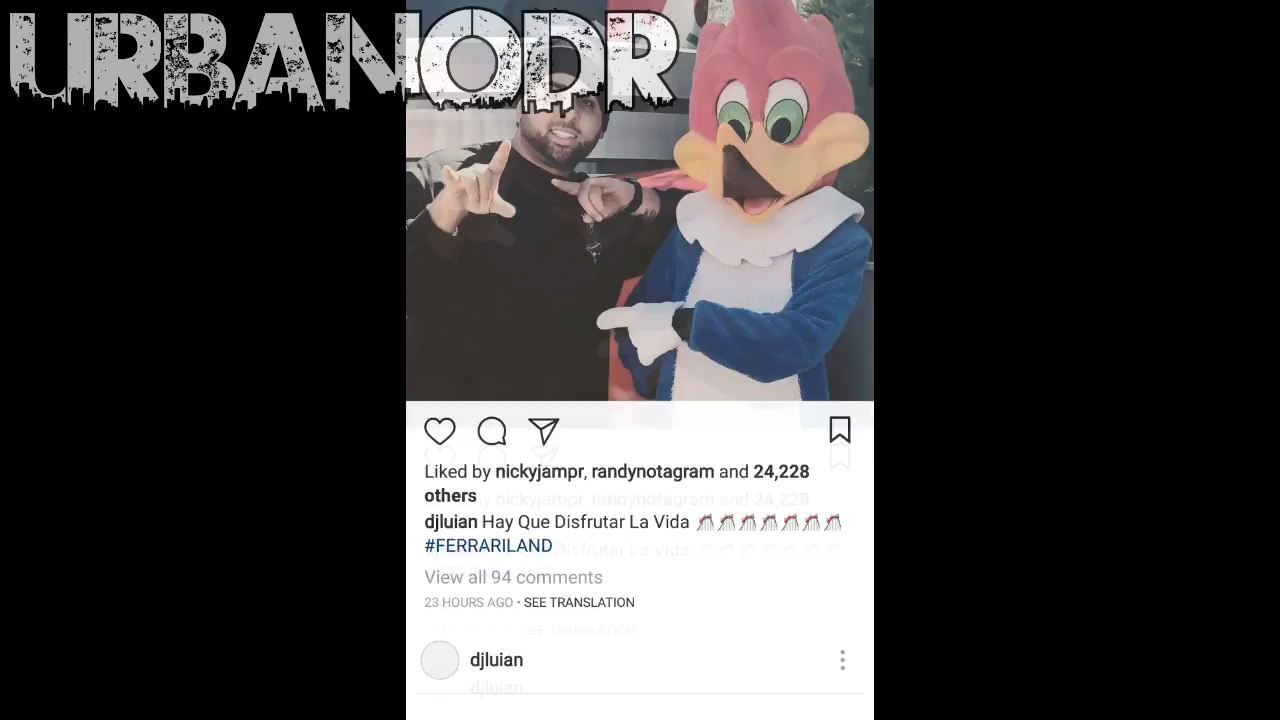 URBANODR
Liked by nickyjampr, randynotagram and 24,228
others
djluian Hay Que Disfrutar La Vida 🎢🎢🎢🎢🎢🎢🎢
#FERRARILAND
View all 94 comments
23 HOURS AGO • SEE TRANSLATION
djluian